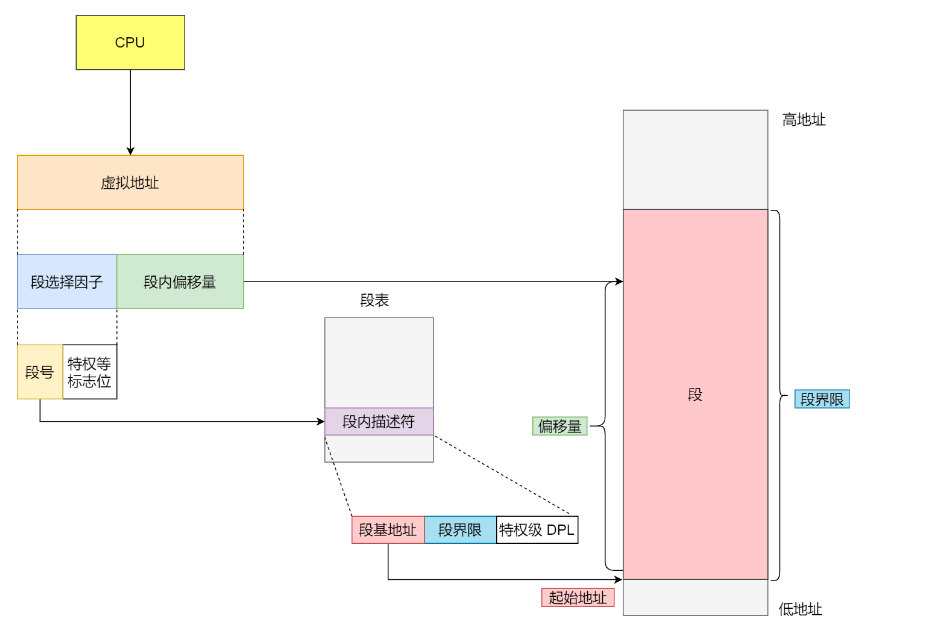 CPU
高地址
虚拟地址
段选择因子
段内偏移量
段表
段号
特权等
标志位
段
段界限
段内描述符
偏移量
段基地址
段界限
特权级 DPL
起始地址
低地址